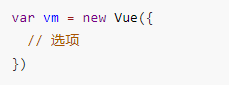 var vm = new Vue({
  // 选项
})